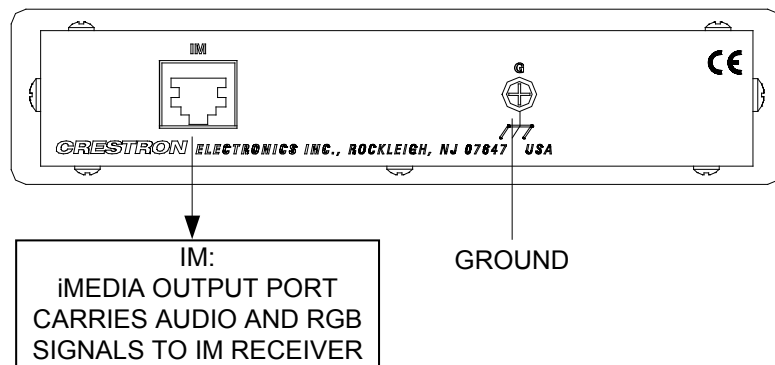 IM
G
CE
CRESTRON ELECTRONICS INC., ROCKLEIGH, NJ 07647 USA
IM:
iMEDIA OUTPUT PORT
CARRIES AUDIO AND RGB
SIGNALS TO IM RECEIVER
GROUND